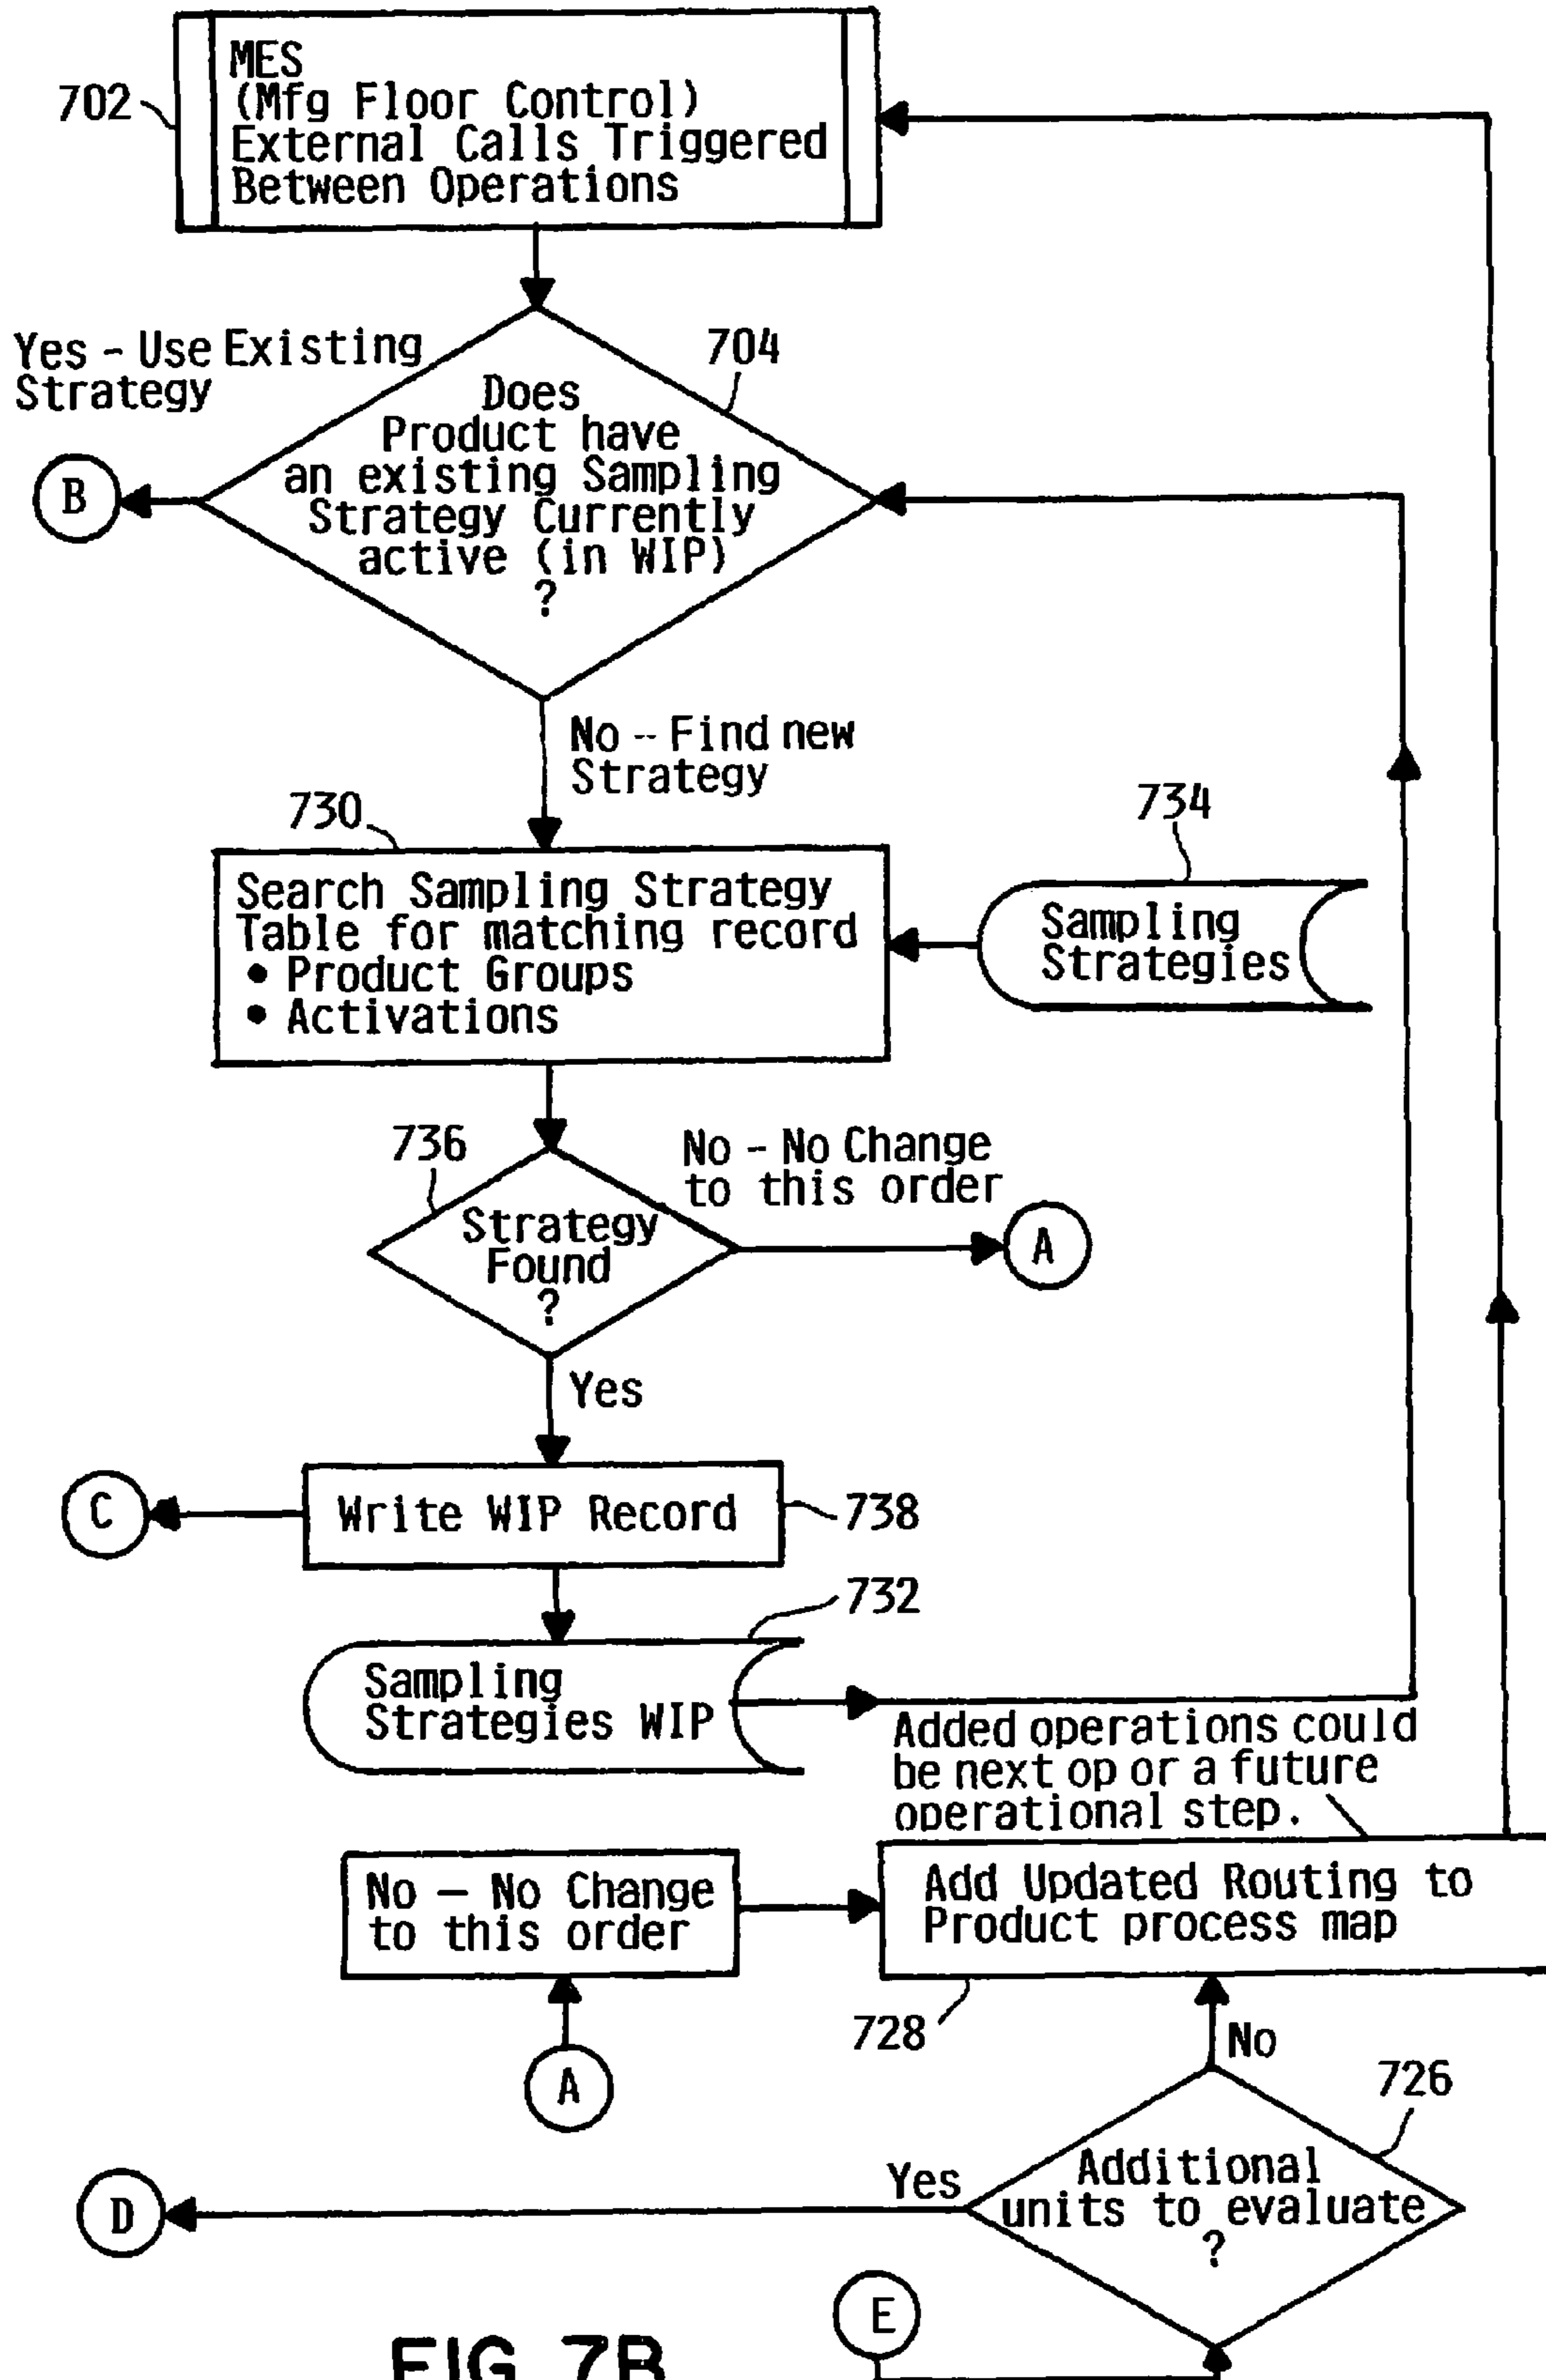 MES
(Mfg Floor Control)
External Calls Triggered
Between Operations
702
Yes - Use Existing
Strategy
704
Does
Product have
an existing Sampling
Strategy Currently
active (in WIP)
?
B
No -- Find new
Strategy
730
734
Search Sampling Strategy
Table for matching record
• Product Groups
• Activations
Sampling
Strategies
736
No - No Change
to this order
Strategy
Found
?
A
Yes
C
Write WIP Record
738
732
Sampling
Strategies WIP
Added operations could
be next op or a future
operational step.
No — No Change
to this order
Add Updated Routing to
Product process map
728
No
A
726
Yes
Additional
units to evaluate
?
D
E
FIG. 7B